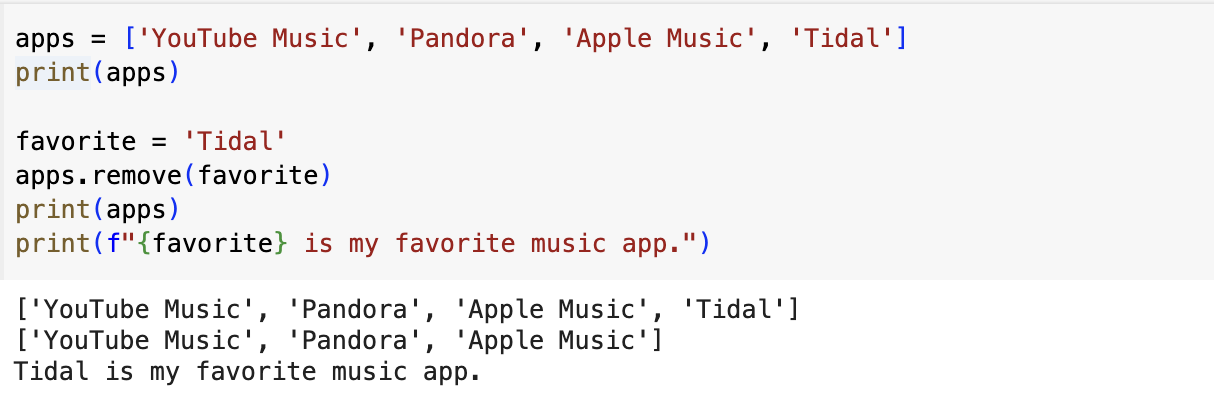 apps = ['YouTube Music', 'Pandora', 'Apple Music', 'Tidal']
print(apps)
favorite = 'Tidal'
apps.remove(favorite)
print(apps)
print(f"{favorite} is my favorite music app.")
['YouTube Music', 'Pandora', 'Apple Music', 'Tidal']
['YouTube Music', 'Pandora', 'Apple Music']
Tidal is my favorite music app.